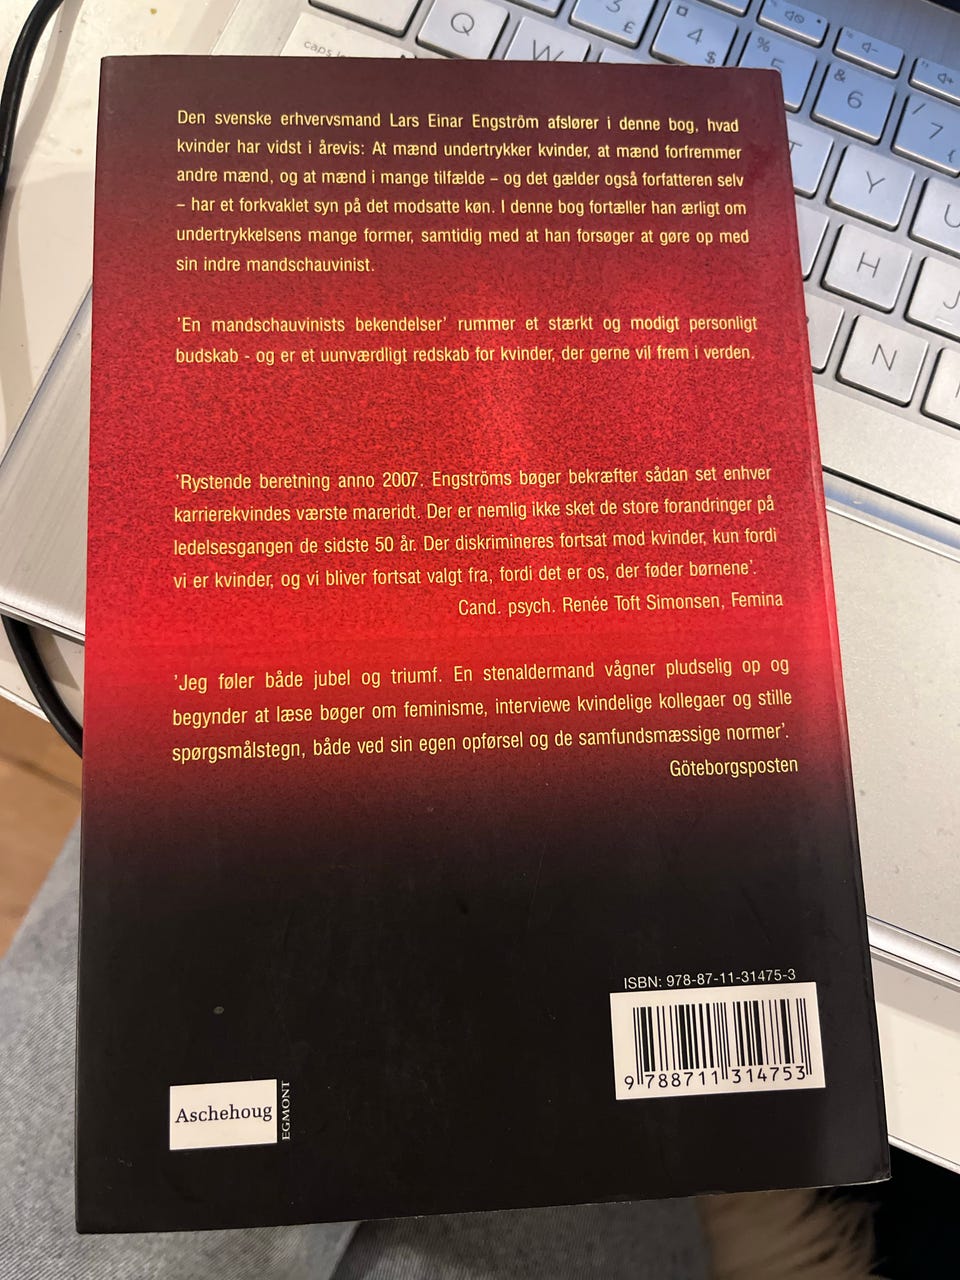 Den svenske erhvervsmand Lars Einar Engström afslører i denne bog, hvad
kvinder har vidst i årevis: At mænd undertrykker kvinder, at mænd forfremmer
andre mænd, og at mænd i mange tilfælde – og det gælder også forfatteren selv
– har et forkvaklet syn på det modsatte køn. I denne bog fortæller han ærligt om
undertrykkelsens mange former, samtidig med at han forsøger at gøre op med
sin indre mandschauvinist.
'En mandschauvinists bekendelser' rummer et stærkt og modigt personligt
budskab - og er et uunværdligt redskab for kvinder, der gerne vil frem i verden.
'Rystende beretning anno 2007. Engströms bøger bekræfter sådan set enhver
karrierekvindes værste mareridt. Der er nemlig ikke sket de store forandringer på
ledelsesgangen de sidste 50 år. Der diskrimineres fortsat mod kvinder, kun fordi
vi er kvinder, og vi bliver fortsat valgt fra, fordi det er os, der føder børnene'.
Cand. psych. Renée Toft Simonsen, Femina
'Jeg føler både jubel og triumf. En stenaldermand vågner pludselig op og
begynder at læse bøger om feminisme, interviewe kvindelige kollegaer og stille
spørgsmålstegn, både ved sin egen opførsel og de samfundsmæssige normer'.
Göteborgsposten
ISBN: 978-87-11-31475-3
9 788711 314753
Aschehoug
EGMONT
caps
Q
W
3 £
4 $
% 5
& 6
/ 7 {
T
Y
U
H
J
N